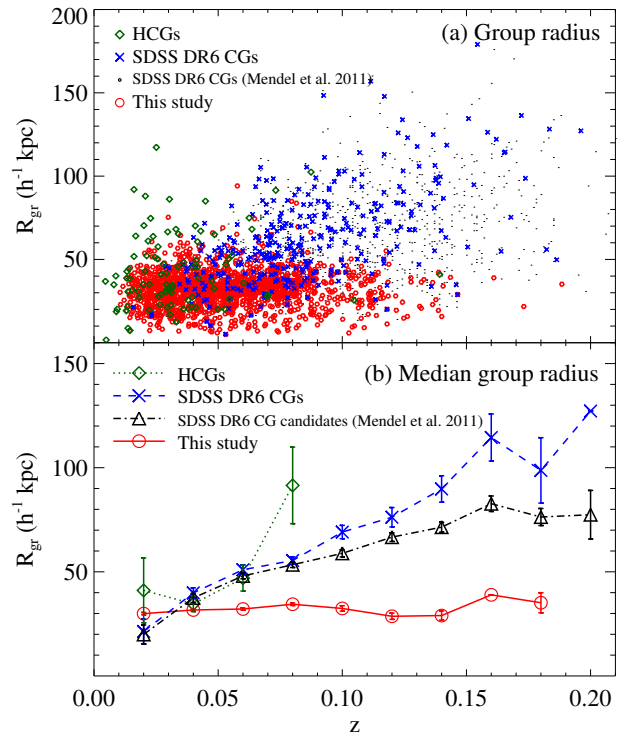 200
(a) Group radius
HCGs
SDSS DR6 CGs
SDSS DR6 CGs (Mendel et al. 2011)
This study
150
100
50
R_gr (h^-1 kpc)
150
(b) Median group radius
HCGs
SDSS DR6 CGs
SDSS DR6 CG candidates (Mendel et al. 2011)
This study
100
50
R_gr (h^-1 kpc)
0.00 0.05 0.10 0.15 0.20
z